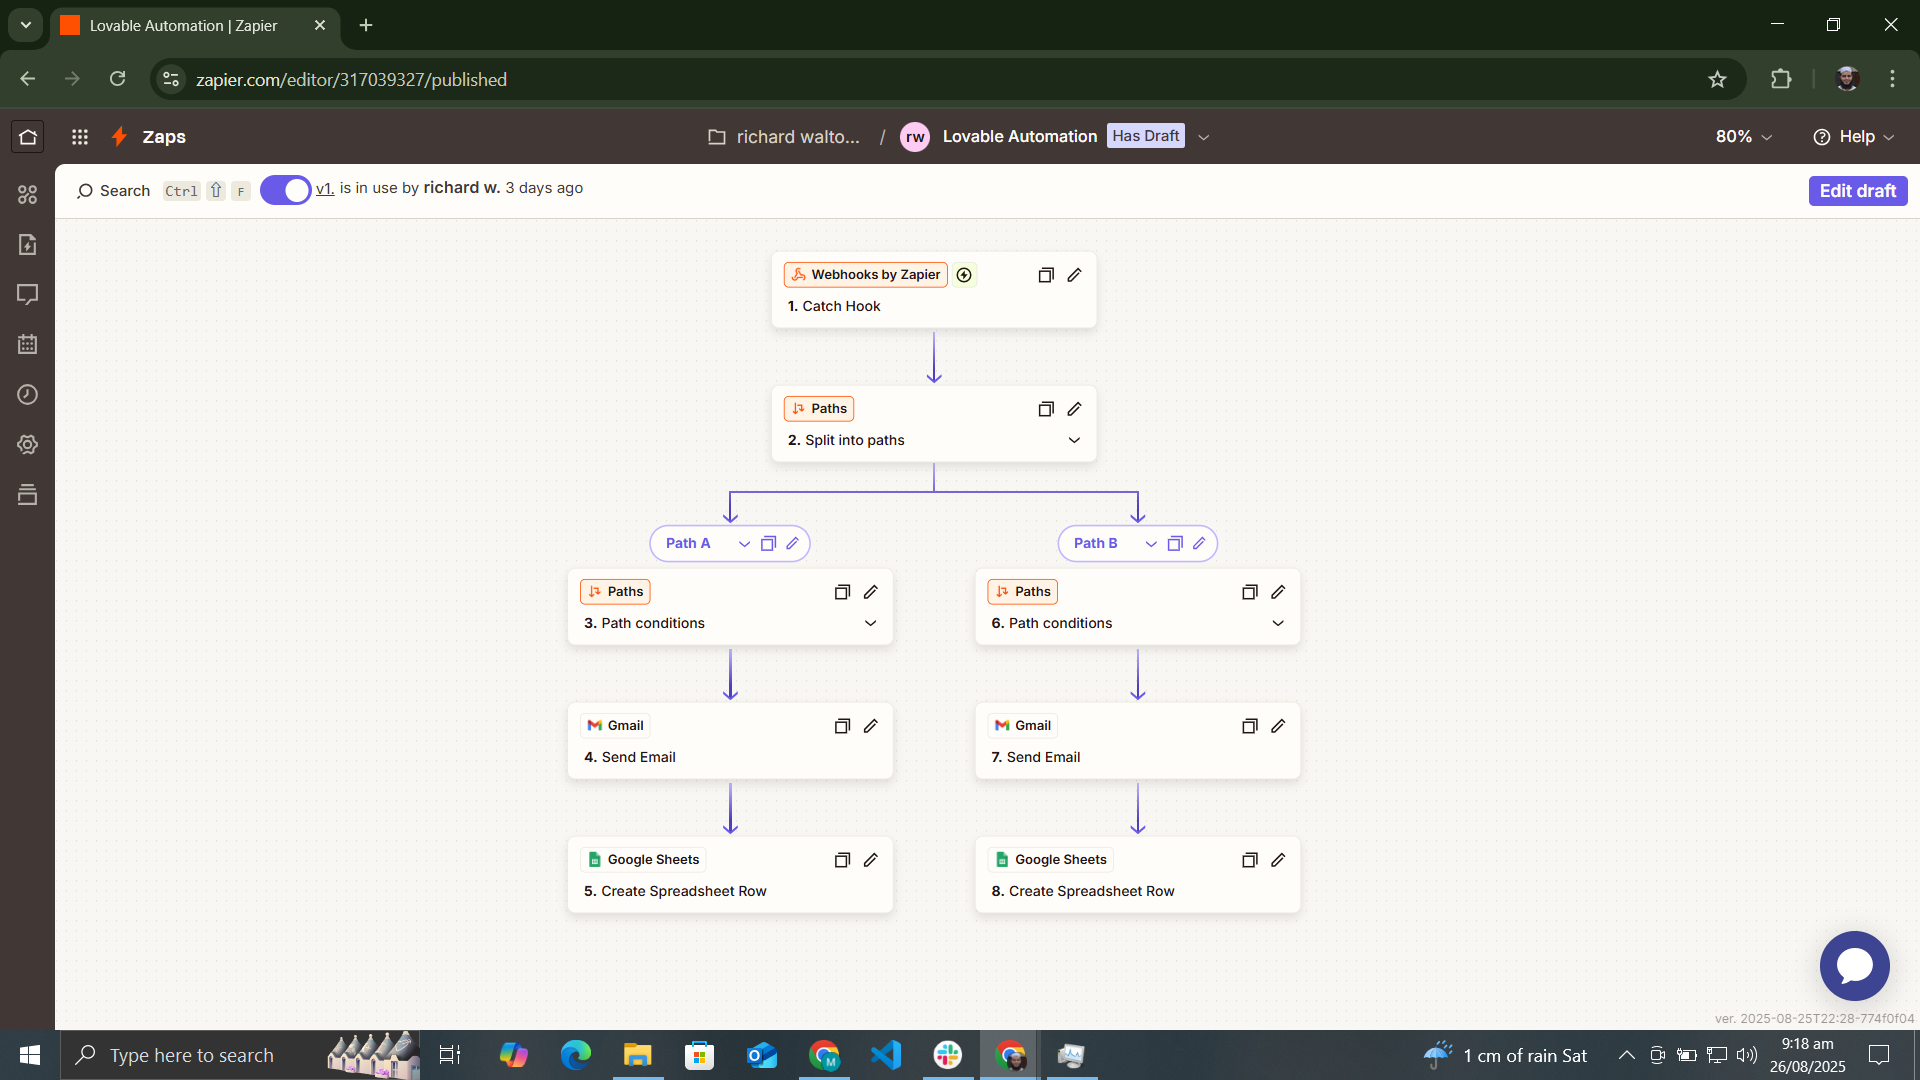 Lovable Automation | Zapier
zapier.com/editor/317039327/published
Zaps
richard walto... / rw Lovable Automation Has Draft
80%
Help
Search Ctrl ⇧ F v1. is in use by richard w. 3 days ago
Edit draft
Webhooks by Zapier
1. Catch Hook
Paths
2. Split into paths
Path A
Path B
Paths
3. Path conditions
Paths
6. Path conditions
Gmail
4. Send Email
Gmail
7. Send Email
Google Sheets
5. Create Spreadsheet Row
Google Sheets
8. Create Spreadsheet Row
ver. 2025-08-25T22:28-774f0f04
Type here to search
1 cm of rain Sat
9:18 am
26/08/2025